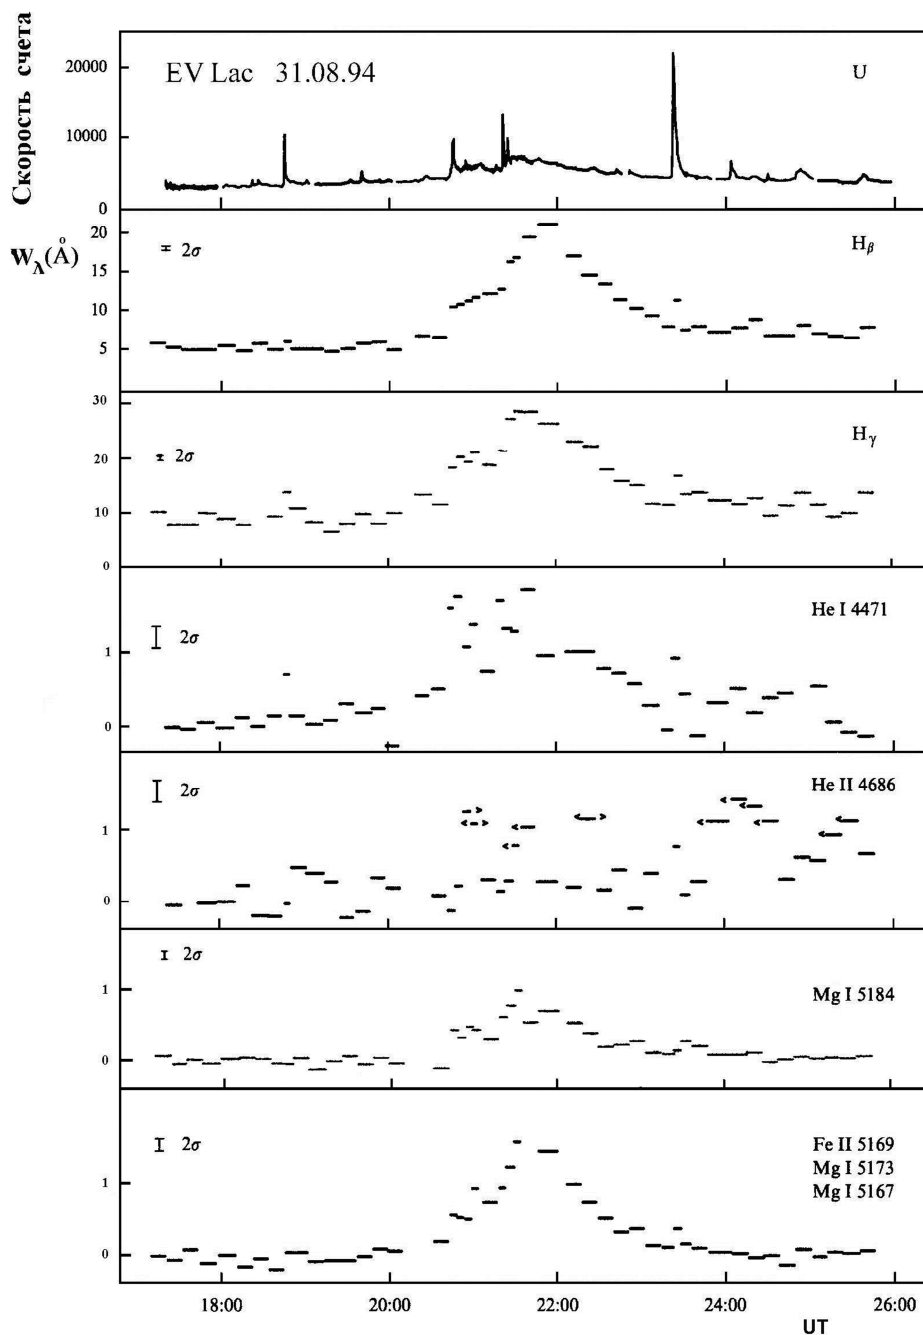 Скорость счета
EV Lac 31.08.94
U
20000
10000
0
W_λ(Å)
2σ
H_β
20
15
10
5
30
H_γ
2σ
20
10
0
He I 4471
2σ
1
0
He II 4686
2σ
1
0
2σ
1
Mg I 5184
0
2σ
Fe II 5169
Mg I 5173
1
Mg I 5167
0
18:00 20:00 22:00 24:00 26:00
UT